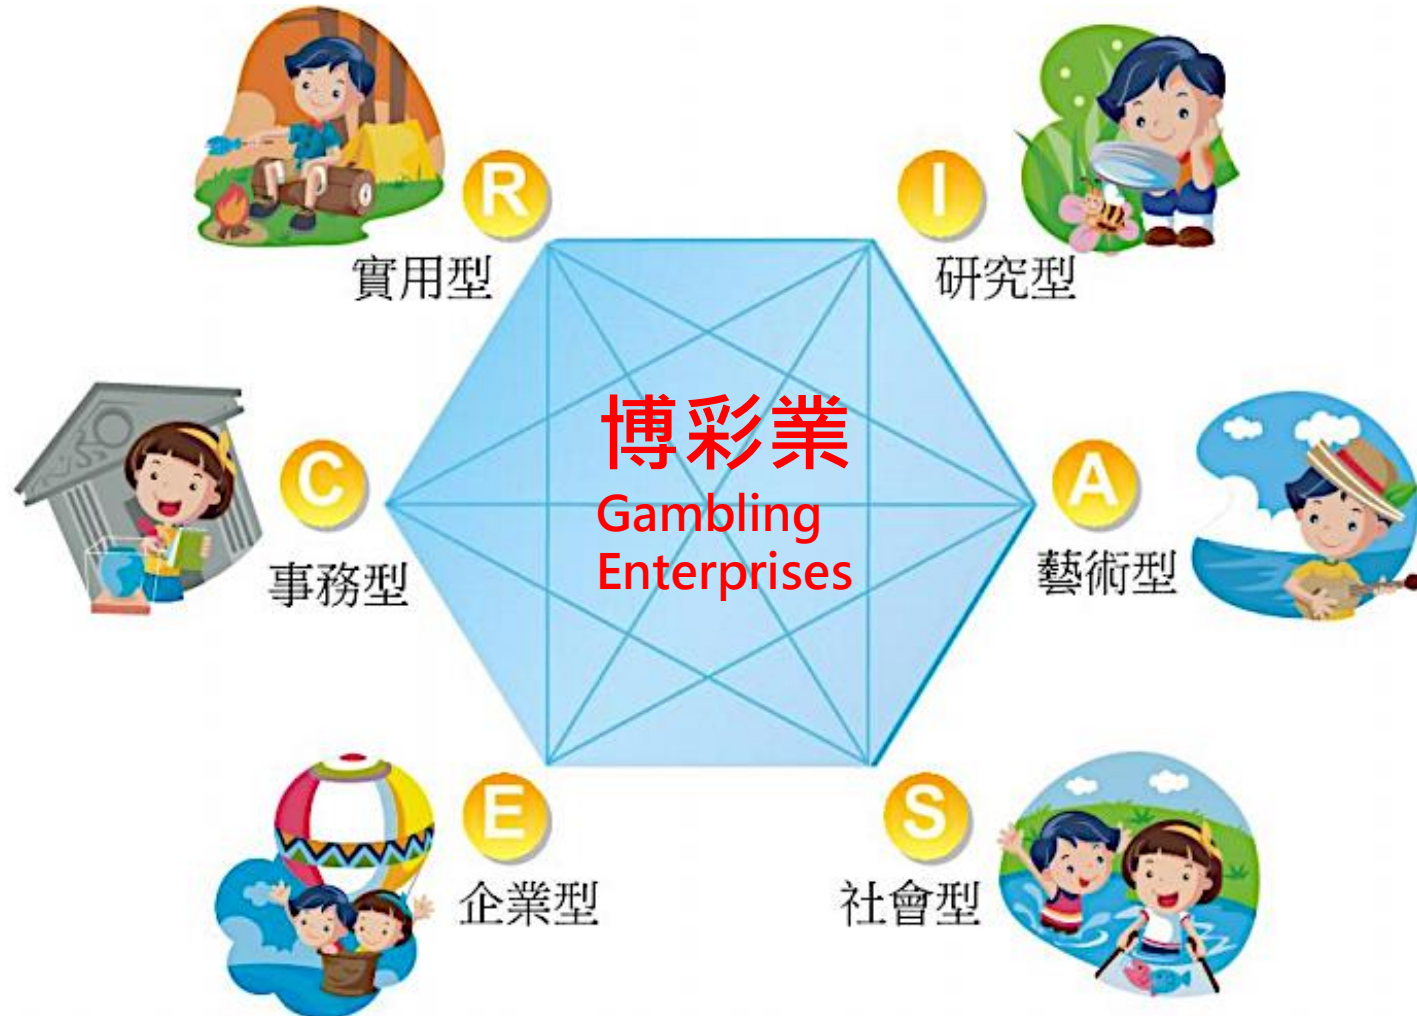 R
I
實用型
研究型
博彩業
Gambling
Enterprises
C
A
事務型
藝術型
E
S
企業型
社會型